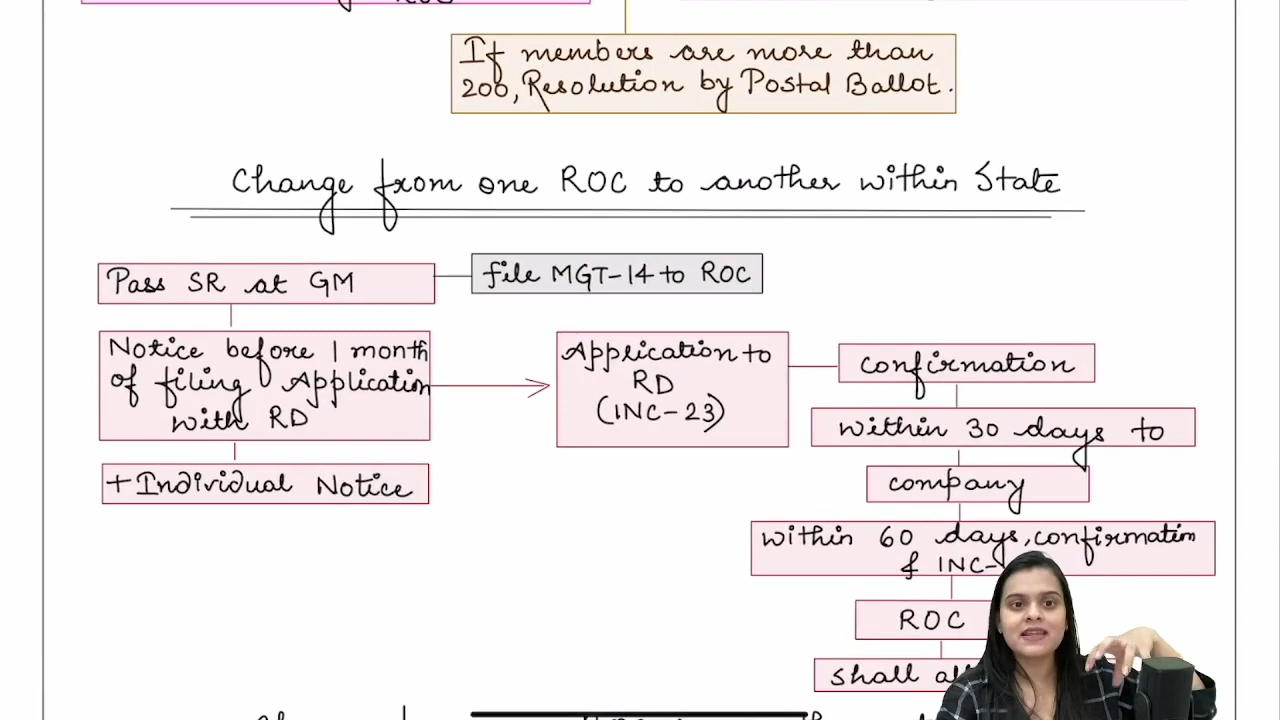 If members are more than
200, Resolution by Postal Ballot.
Change from one ROC to another within State
Pass SR at GM
file MGT-14 to ROC
Notice before 1 month
of filing Application
with RD
+Individual Notice
Application to
RD
(INC-23)
confirmation
within 30 days to
company
within 60 days, confirmation
& INC-
ROC
shall